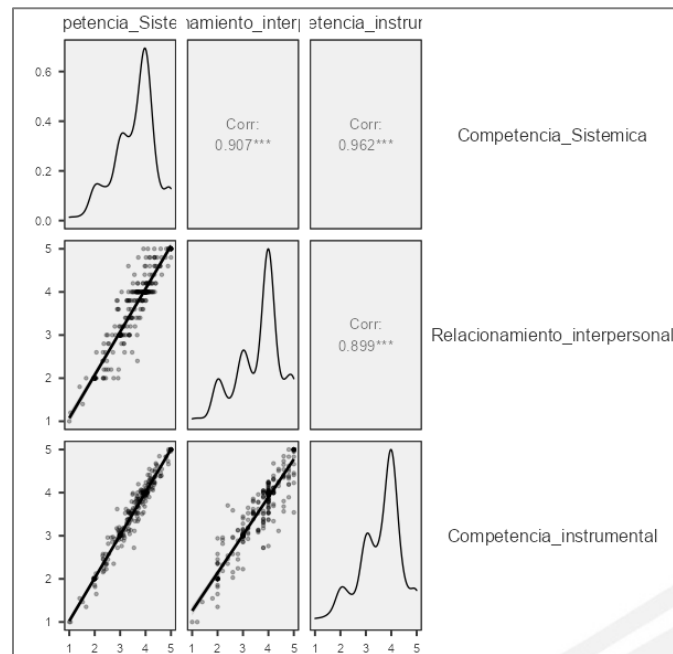 petencia_Siste namiento_inter etencia_instrur
0.6
0.4
0.2
0.0
Corr:
0.907***
Corr:
0.962***
Competencia_Sistemica
5
4
3
2
1
Corr:
0.899***
Relacionamiento_interpersonal
5
4
3
2
1
Competencia_instrumental
1 2 3 4 5 1 2 3 4 5 1 2 3 4 5